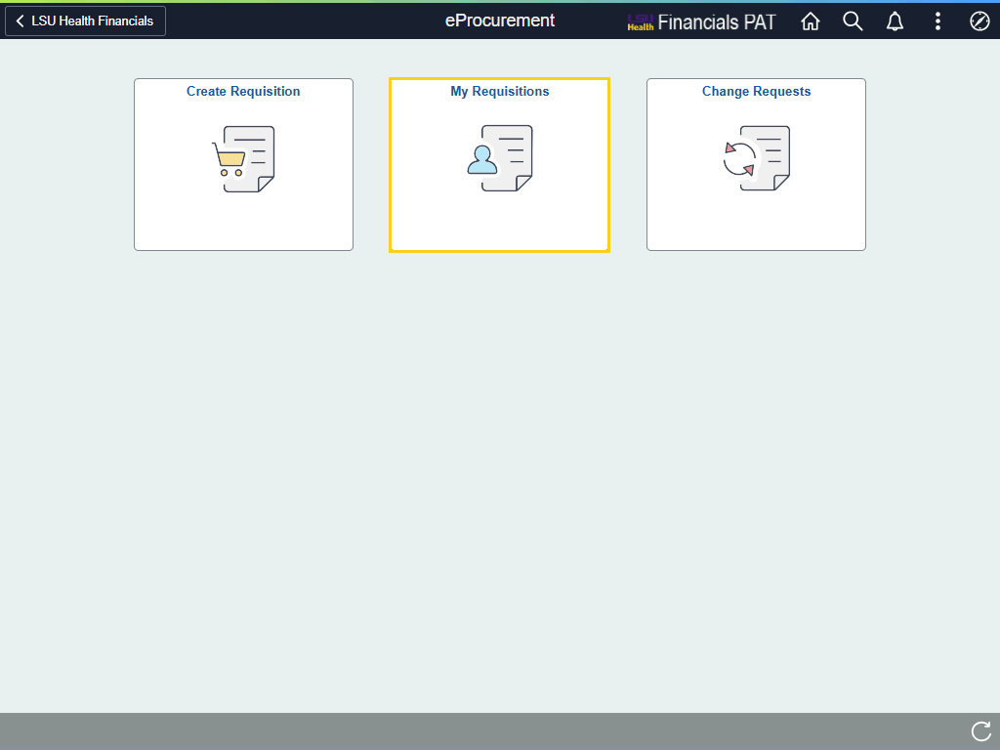 LSU Health Financials
eProcurement
LSU
Health
Financials PAT
Create Requisition
My Requisitions
Change Requests